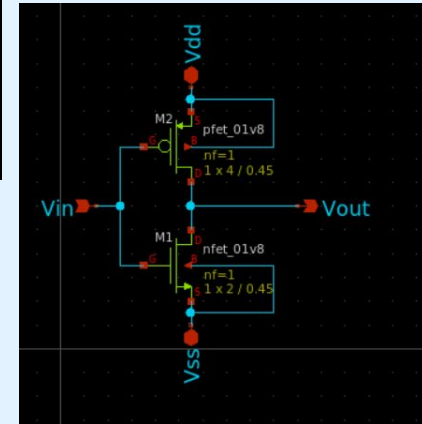 Vdd
M2
S
pfet_01v8
G
B
nf=1
D
1 x 4 / 0.45
Vin
Vout
M1
D
nfet_01v8
G
B
nf=1
S
1 x 2 / 0.45
Vss